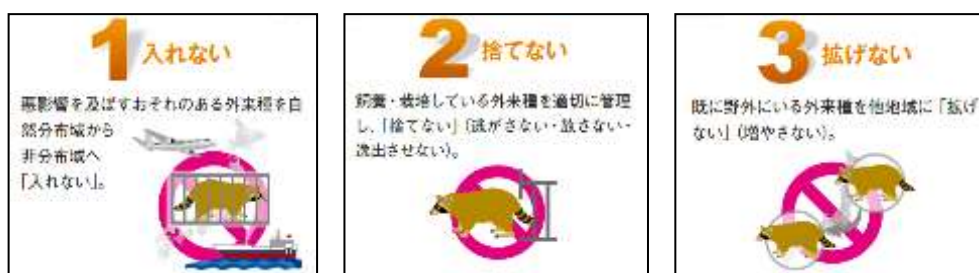 1 入れない
悪影響を及ぼすおそれのある外来種を自
然分布域から
非分布域へ
「入れない」。
2 捨てない
飼養・栽培している外来種を適切に管理
し、「捨てない」（逃がさない・放さない・
逸出させない）。
3 拡げない
既に野外にいる外来種を他地域に「拡げ
ない」（増やさない）。